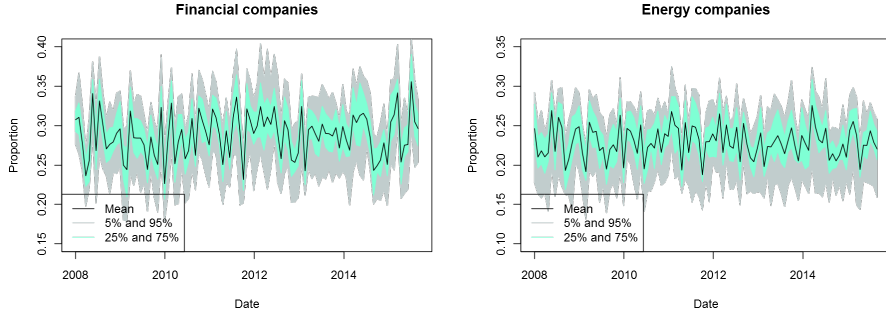 Financial companies
Proportion
0.40
0.35
0.30
0.25
0.20
0.15
Mean
5% and 95%
25% and 75%
2008 2010 2012 2014
Date
Energy companies
Proportion
0.35
0.30
0.25
0.20
0.15
0.10
Mean
5% and 95%
25% and 75%
2008 2010 2012 2014
Date